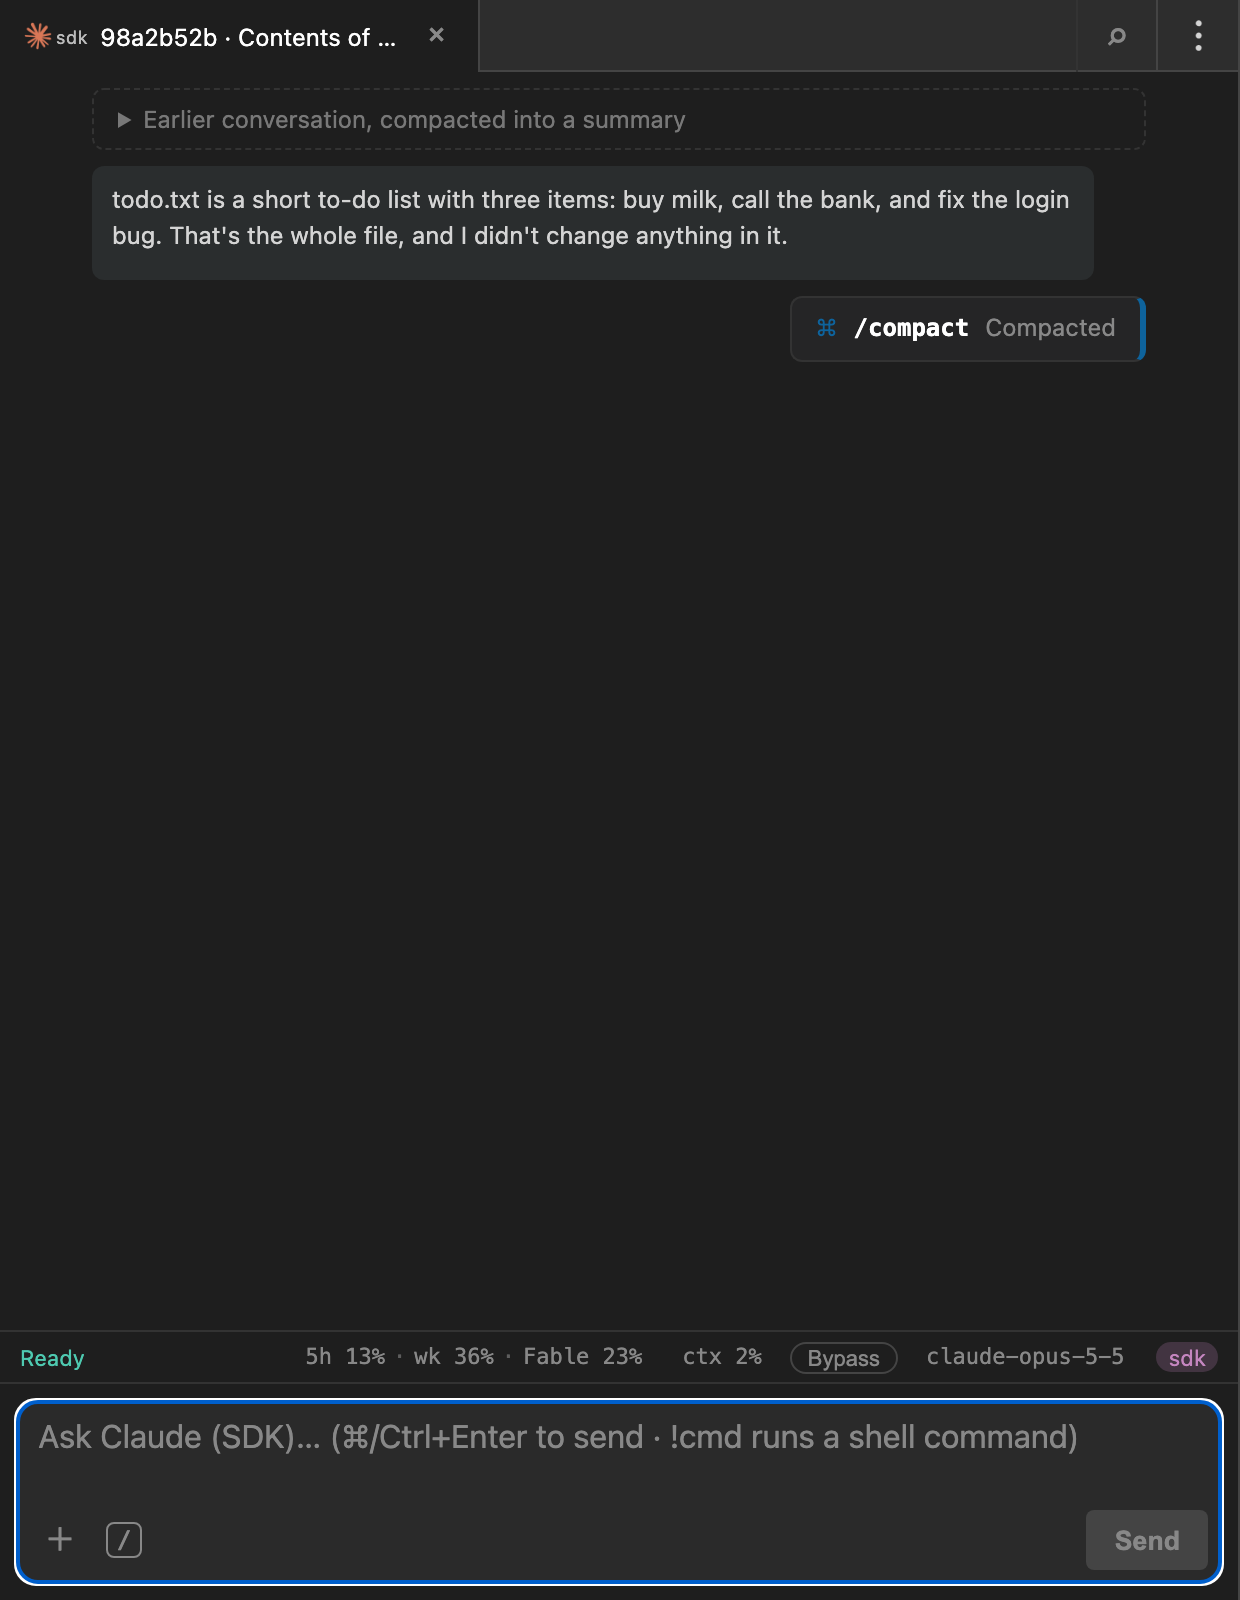 sdk 98a2b52b · Contents of ...
Earlier conversation, compacted into a summary
todo.txt is a short to-do list with three items: buy milk, call the bank, and fix the login
bug. That's the whole file, and I didn't change anything in it.
⌘ /compact Compacted
Ready 5h 13% · wk 36% · Fable 23% ctx 2% Bypass claude-opus-5-5 sdk
Ask Claude (SDK)... (⌘/Ctrl+Enter to send · !cmd runs a shell command)
/ Send